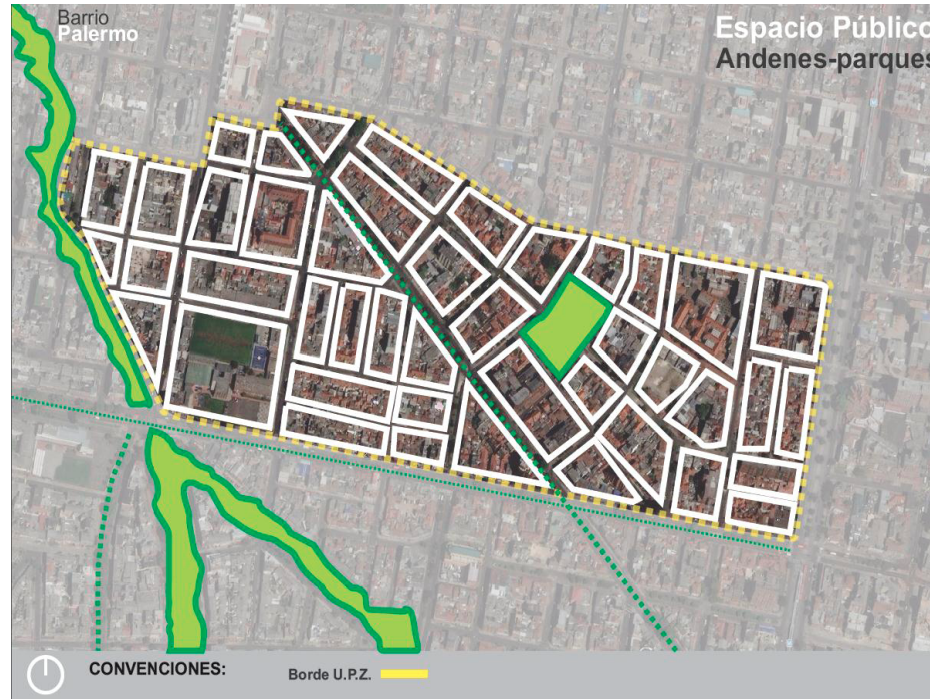 Barrio
Palermo
Espacio Público
Andenes-parques
CONVENCIONES:
Borde U.P.Z.